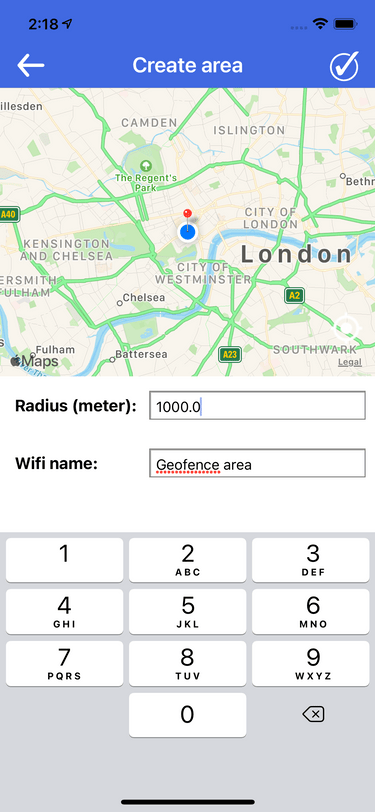 2:18
Create area
illesden
CAMDEN
ISLINGTON
The Regent's
Park
Bethn
A40
CITY OF
LONDON
KENSINGTON
AND CHELSEA
London
CITY OF
WESTMINSTER
ERSMITH
FULHAM
Chelsea
A2
Fulham
Battersea
A23
SOUTHWARK
Maps
Legal
Radius (meter):
1000.0
Wifi name:
Geofence area
1
2
ABC
3
DEF
4
GHI
5
JKL
6
MNO
7
PQRS
8
TUV
9
WXYZ
0